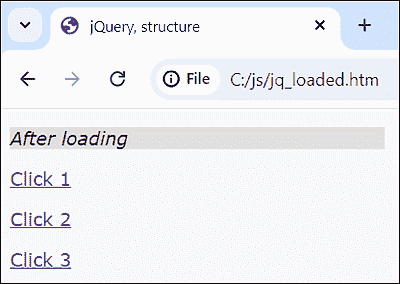 jQuery, structure
File C:/js/jq_loaded.htm
After loading
Click 1
Click 2
Click 3